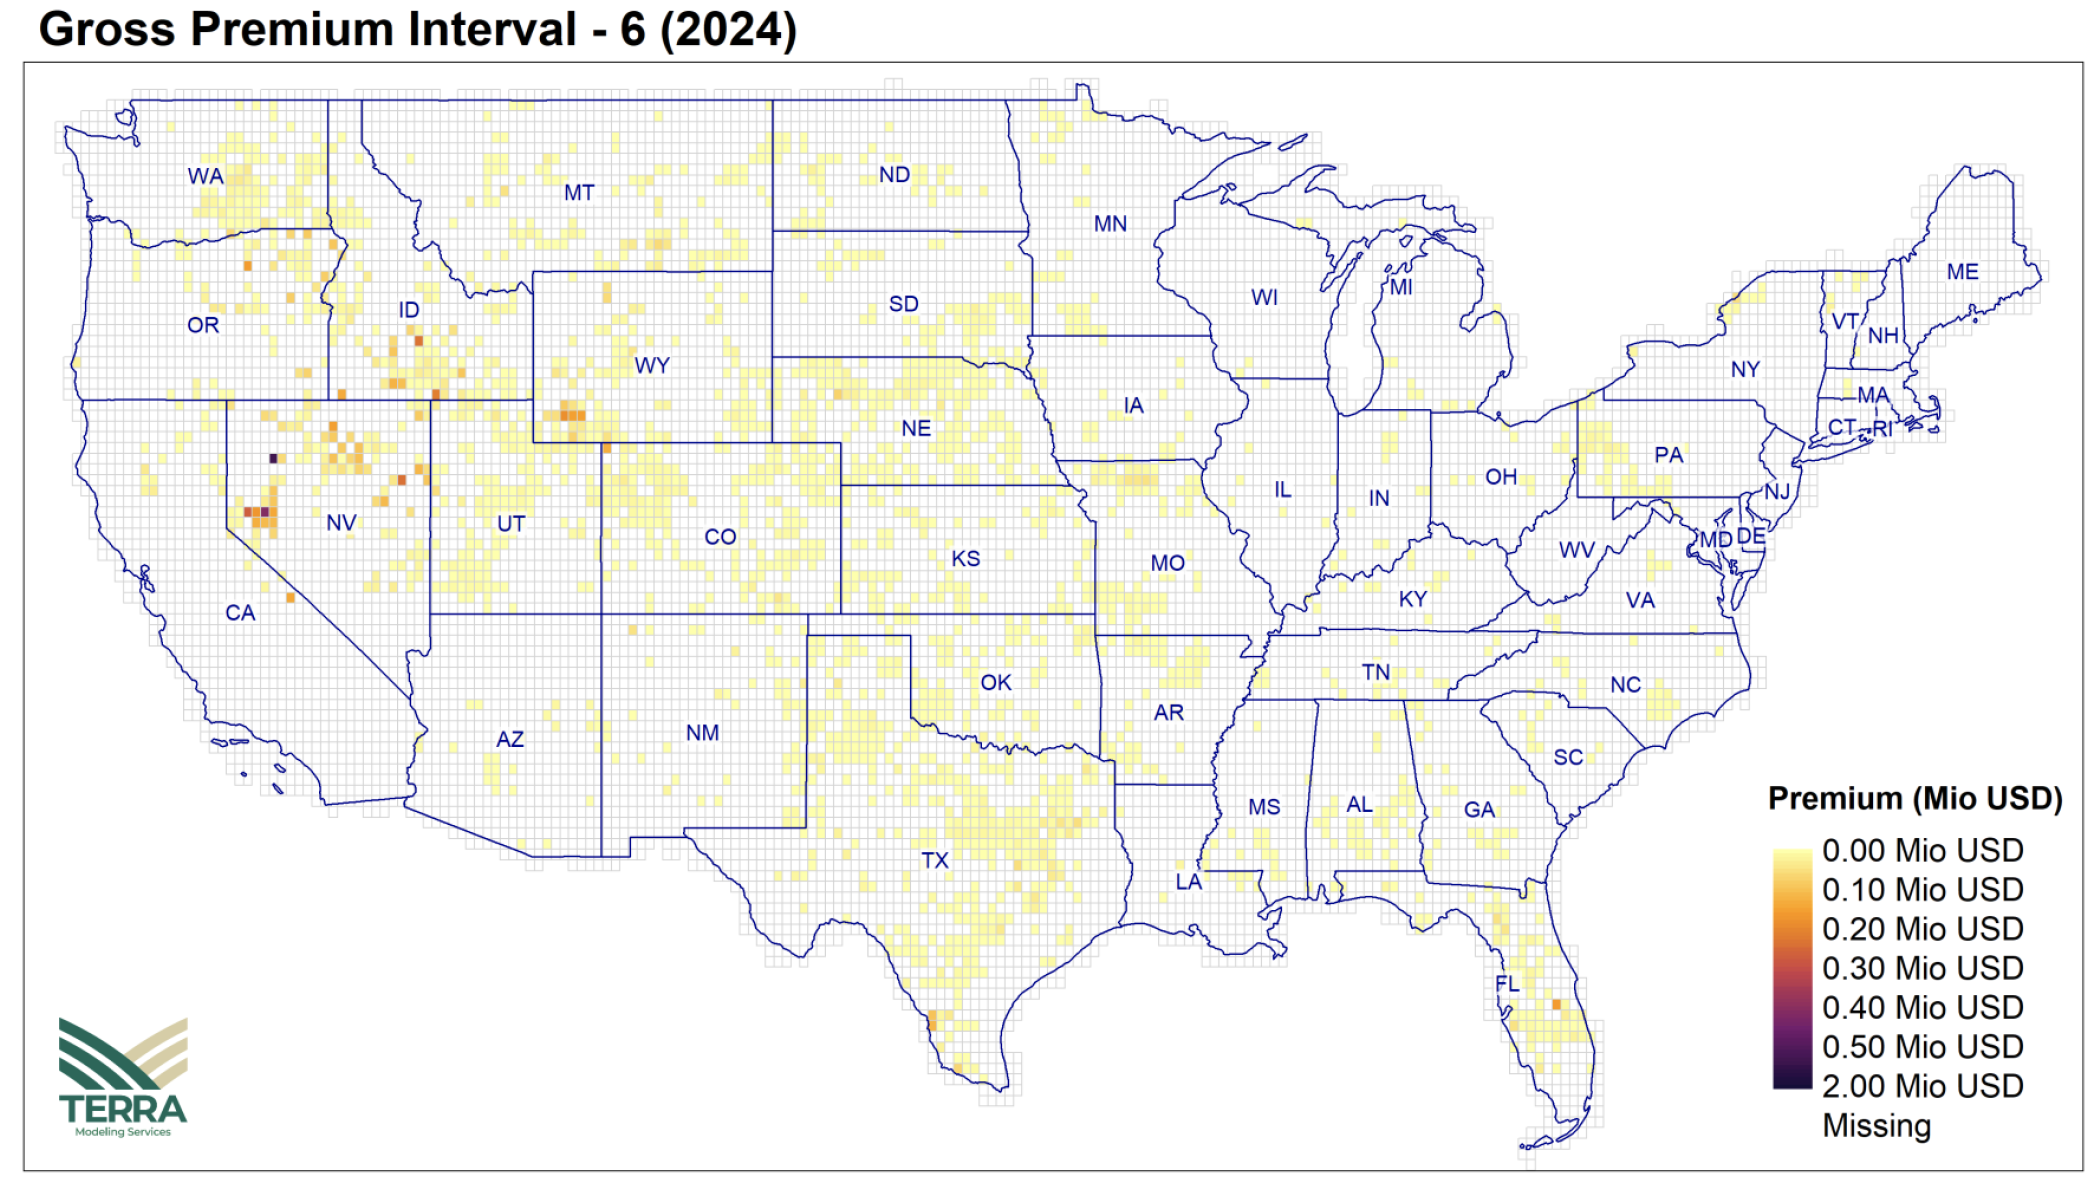 Gross Premium Interval - 6 (2024)
WA
MT
ND
MN
ME
OR
ID
SD
WI
MI
VT
NH
WY
NY
MA
IA
NE
CT
RI
PA
OH
NJ
IL
IN
NV
UT
CO
MD
DE
KS
MO
WV
CA
KY
VA
OK
TN
NC
AR
AZ
NM
SC
MS
AL
GA
TX
LA
FL
Premium (Mio USD)
0.00 Mio USD
0.10 Mio USD
0.20 Mio USD
0.30 Mio USD
0.40 Mio USD
0.50 Mio USD
2.00 Mio USD
Missing
TERRA
Modeling Services